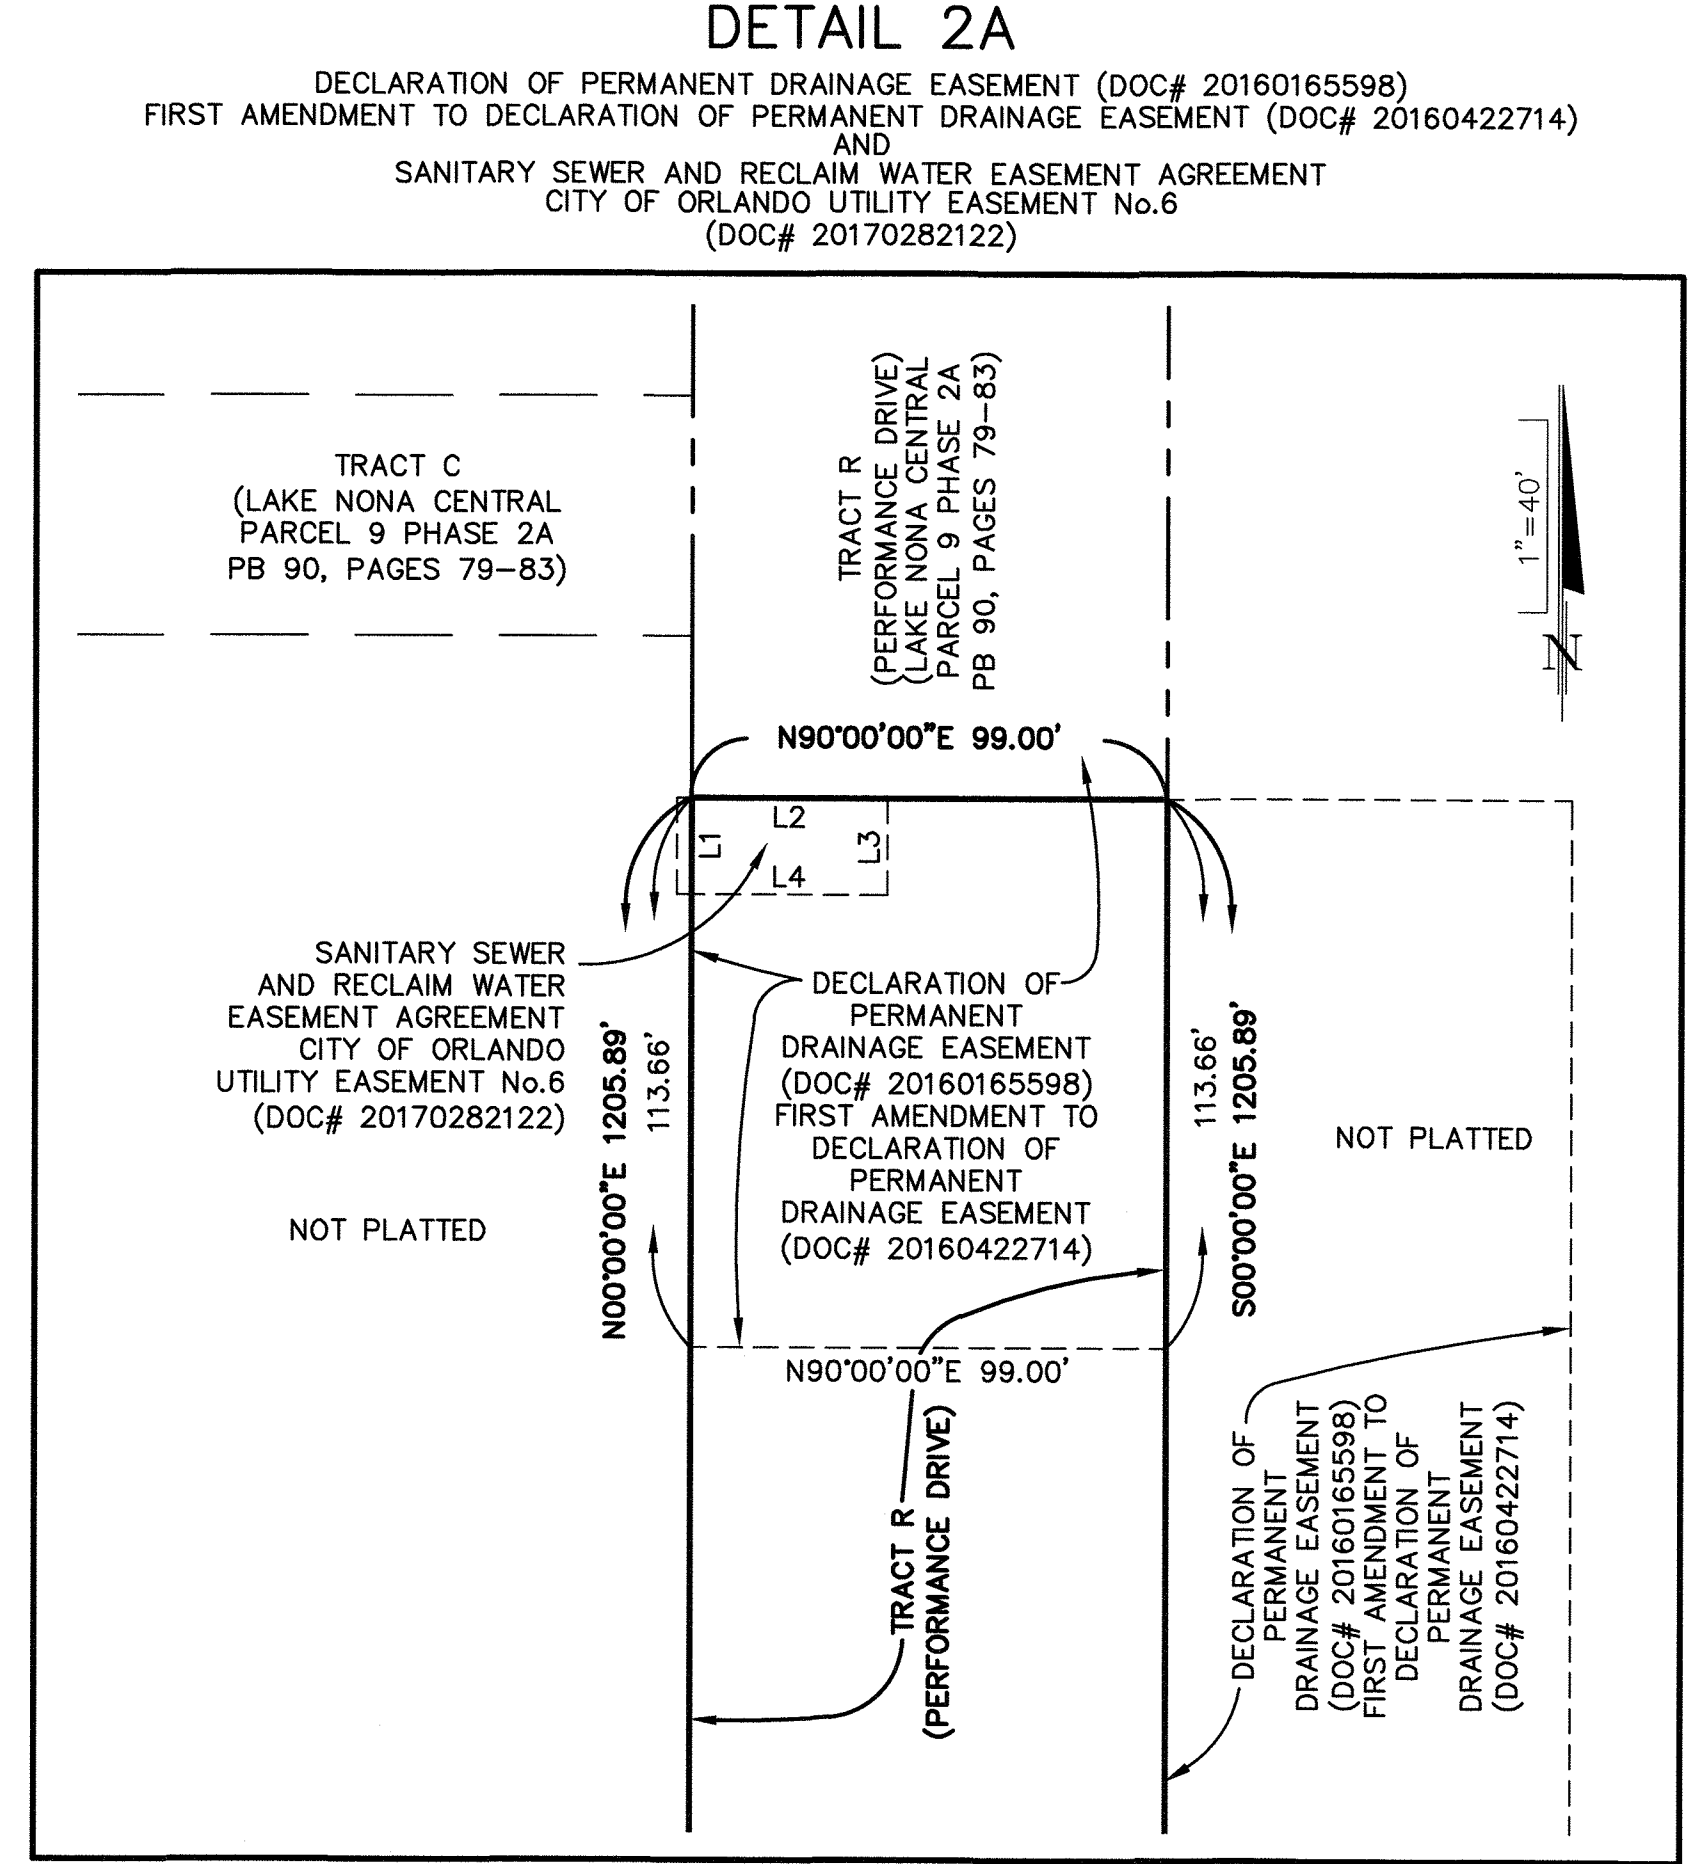 DETAIL 2A
DECLARATION OF PERMANENT DRAINAGE EASEMENT (DOC# 20160165598)
FIRST AMENDMENT TO DECLARATION OF PERMANENT DRAINAGE EASEMENT (DOC# 20160422714)
AND
SANITARY SEWER AND RECLAIM WATER EASEMENT AGREEMENT
CITY OF ORLANDO UTILITY EASEMENT No.6
(DOC# 20170282122)
TRACT C
(LAKE NONA CENTRAL
PARCEL 9 PHASE 2A
PB 90, PAGES 79-83)
TRACT R
(PERFORMANCE DRIVE)
(LAKE NONA CENTRAL
PARCEL 9 PHASE 2A
PB 90, PAGES 79-83)
1"=40'
N
N90°00'00"E 99.00'
L1
L2
L3
L4
SANITARY SEWER
AND RECLAIM WATER
EASEMENT AGREEMENT
CITY OF ORLANDO
UTILITY EASEMENT No.6
(DOC# 20170282122)
NOT PLATTED
N00°00'00"E 1205.89'
113.66'
DECLARATION OF
PERMANENT
DRAINAGE EASEMENT
(DOC# 20160165598)
FIRST AMENDMENT TO
DECLARATION OF
PERMANENT
DRAINAGE EASEMENT
(DOC# 20160422714)
113.66'
S00°00'00"E 1205.89'
NOT PLATTED
N90°00'00"E 99.00'
TRACT R
(PERFORMANCE DRIVE)
DECLARATION OF
PERMANENT
DRAINAGE EASEMENT
(DOC# 20160165598)
FIRST AMENDMENT TO
DECLARATION OF
PERMANENT
DRAINAGE EASEMENT
(DOC# 20160422714)